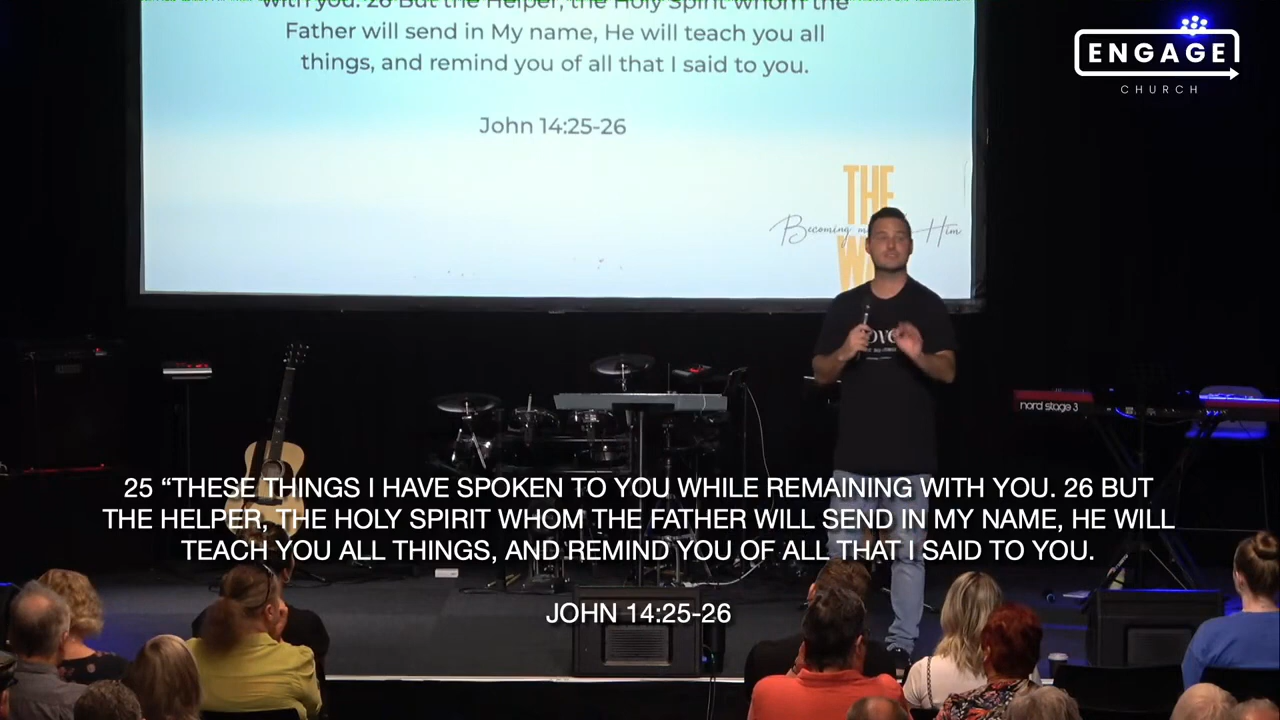 with you. 26 But the Helper, the Holy Spirit whom the
Father will send in My name, He will teach you all
things, and remind you of all that I said to you.
John 14:25-26
ENGAGE
CHURCH
THE
Becoming
Him
nord stage 3
25 “THESE THINGS I HAVE SPOKEN TO YOU WHILE REMAINING WITH YOU. 26 BUT
THE HELPER, THE HOLY SPIRIT WHOM THE FATHER WILL SEND IN MY NAME, HE WILL
TEACH YOU ALL THINGS, AND REMIND YOU OF ALL THAT I SAID TO YOU.
JOHN 14:25-26